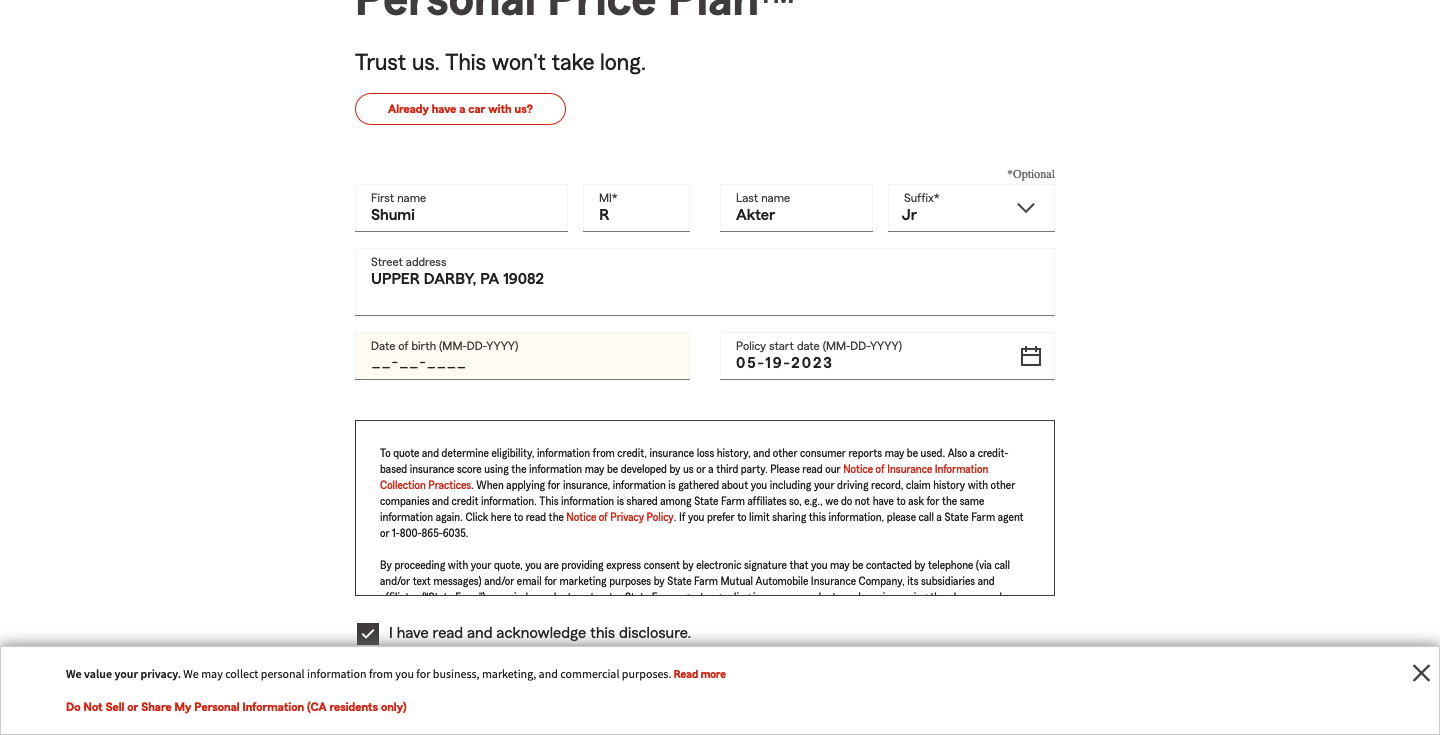 Personal Price Plan™
Trust us. This won't take long.
Already have a car with us?
*Optional
First name
Shumi
MI*
R
Last name
Akter
Suffix*
Jr
Street address
UPPER DARBY, PA 19082
Date of birth (MM-DD-YYYY)
__-__-____
Policy start date (MM-DD-YYYY)
05-19-2023
To quote and determine eligibility, information from credit, insurance loss history, and other consumer reports may be used. Also a credit-
based insurance score using the information may be developed by us or a third party. Please read our Notice of Insurance Information
Collection Practices. When applying for insurance, information is gathered about you including your driving record, claim history with other
companies and credit information. This information is shared among State Farm affiliates so, e.g., we do not have to ask for the same
information again. Click here to read the Notice of Privacy Policy. If you prefer to limit sharing this information, please call a State Farm agent
or 1-800-865-6035.
By proceeding with your quote, you are providing express consent by electronic signature that you may be contacted by telephone (via call
and/or text messages) and/or email for marketing purposes by State Farm Mutual Automobile Insurance Company, its subsidiaries and
I have read and acknowledge this disclosure.
We value your privacy. We may collect personal information from you for business, marketing, and commercial purposes. Read more
Do Not Sell or Share My Personal Information (CA residents only)